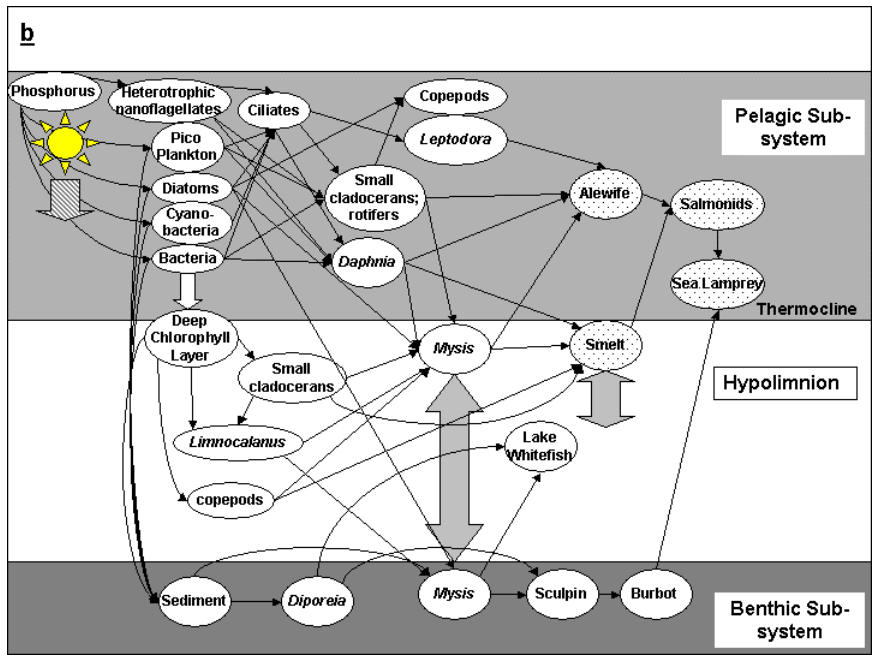 b
Phosphorus
Heterotrophic
nanoflagellates
Ciliates
Copepods
Pelagic Sub-
system
Pico
Plankton
Leptodora
Diatoms
Small
cladocerans;
rotifers
Alewife
Salmonids
Cyano-
bacteria
Bacteria
Daphnia
Sea Lamprey
Thermocline
Deep
Chlorophyll
Layer
Mysis
Smelt
Small
cladocerans
Hypolimnion
Limnocalanus
Lake
Whitefish
copepods
Sediment
Diporeia
Mysis
Sculpin
Burbot
Benthic Sub-
system